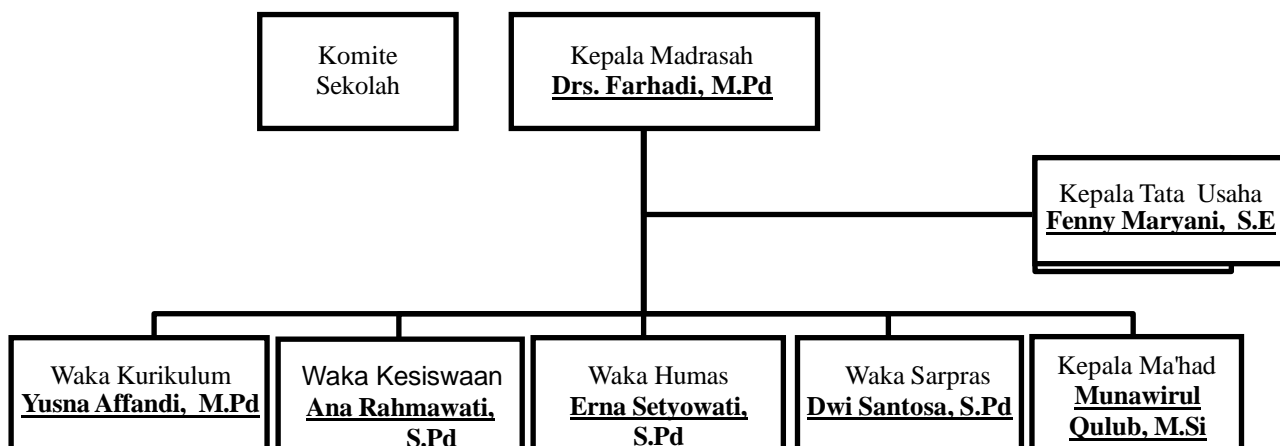 Komite
Sekolah
Kepala Madrasah
Drs. Farhadi, M.Pd
Kepala Tata Usaha
Fenny Maryani, S.E
Waka Kurikulum
Yusna Affandi, M.Pd
Waka Kesiswaan
Ana Rahmawati,
S.Pd
Waka Humas
Erna Setyowati,
S.Pd
Waka Sarpras
Dwi Santosa, S.Pd
Kepala Ma'had
Munawirul
Qulub, M.Si